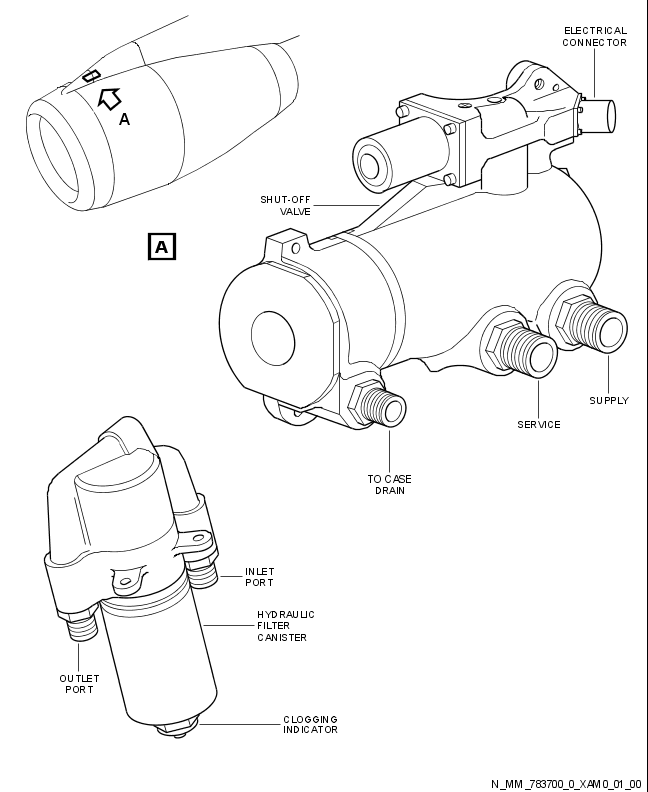 ELECTRICAL
CONNECTOR
A
SHUT-OFF
VALVE
A
SUPPLY
SERVICE
TO CASE
DRAIN
INLET
PORT
HYDRAULIC
FILTER
CANISTER
OUTLET
PORT
CLOGGING
INDICATOR
N_MM_783700_0_XAM0_01_00